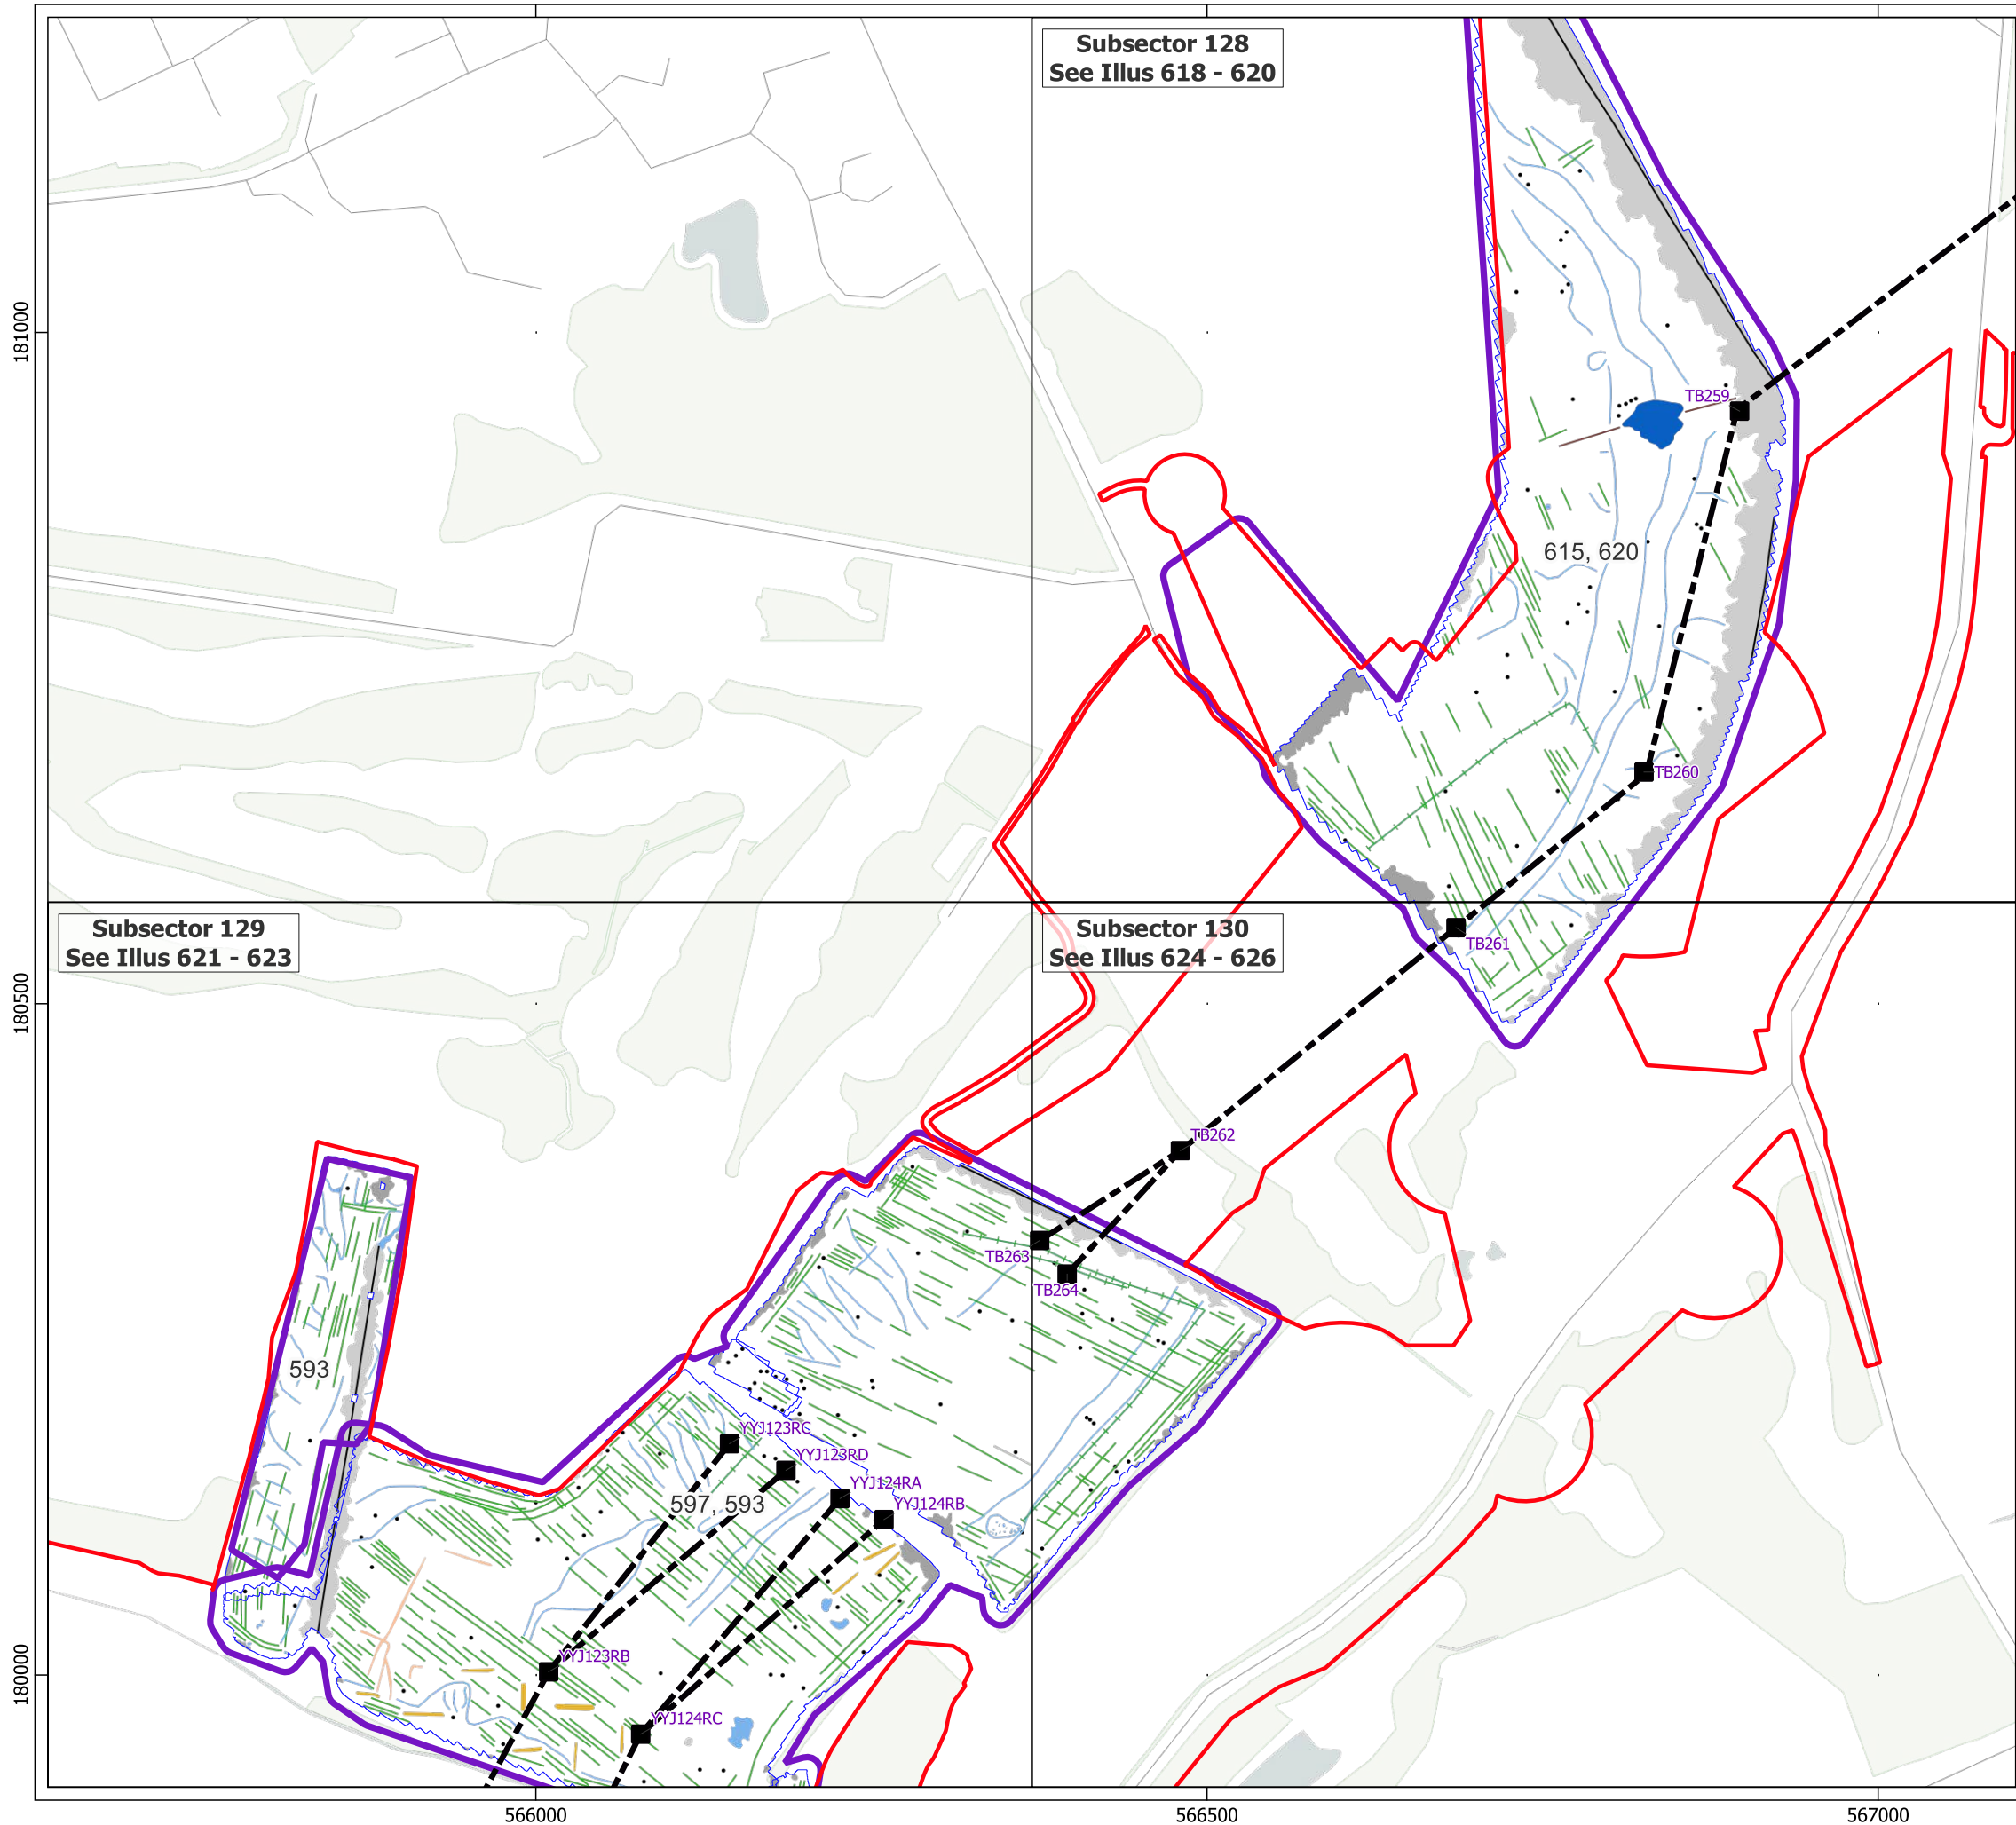 Subsector 128
See Illus 618 - 620
181000
TB259
615, 620
TB260
Subsector 129
See Illus 621 - 623
Subsector 130
See Illus 624 - 626
TB261
180500
TB262
TB263
TB264
593
YYJ123RC
YYJ123RD
YYJ124RA
597, 593
YYJ124RB
YYJ123RB
180000
YYJ124RC
566000
566500
567000